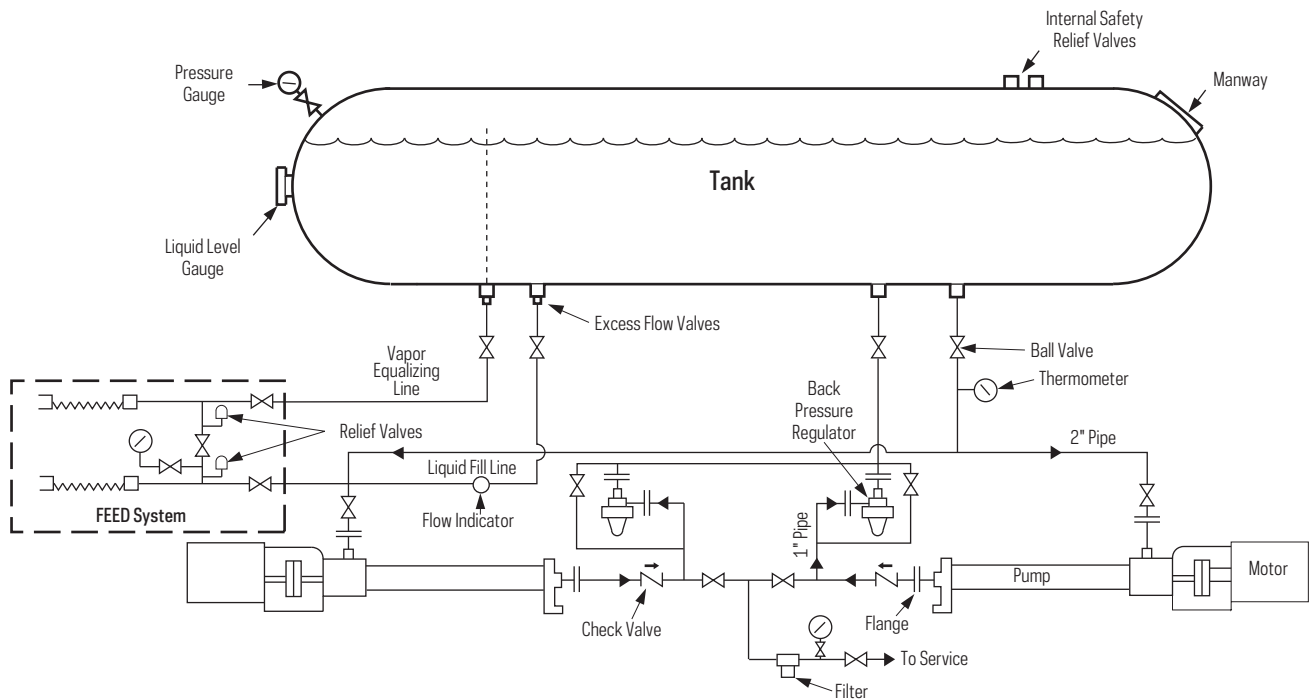 Internal Safety
Relief Valves
Pressure
Gauge
Manway
Tank
Liquid Level
Gauge
Excess Flow Valves
Vapor
Equalizing
Line
Ball Valve
Thermometer
Back
Pressure
Regulator
Relief Valves
2" Pipe
Liquid Fill Line
FEED System
Flow Indicator
1" Pipe
Pump
Motor
Check Valve
Flange
To Service
Filter